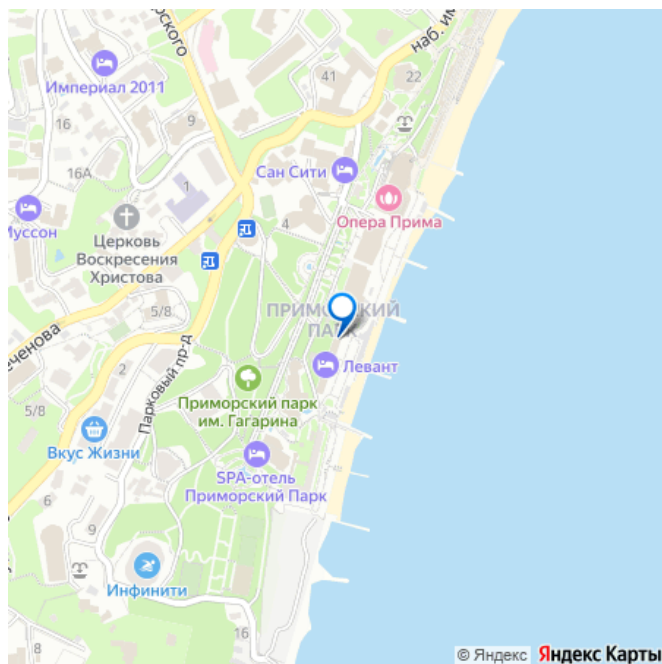 рского
наб. им
Империал 2011
41
22
16
9
16А
Сан Сити
1
Опера Прима
Муссон
4
Церковь
Воскресения
Христова
5/8
ПРИМОРСКИЙ
ПАРК
еченова
Парковый пр-д
2
Левант
Приморский парк
им. Гагарина
5/8
Вкус Жизни
SPA-отель
Приморский Парк
6
9
Инфинити
16
8
© Яндекс Яндекс Карты